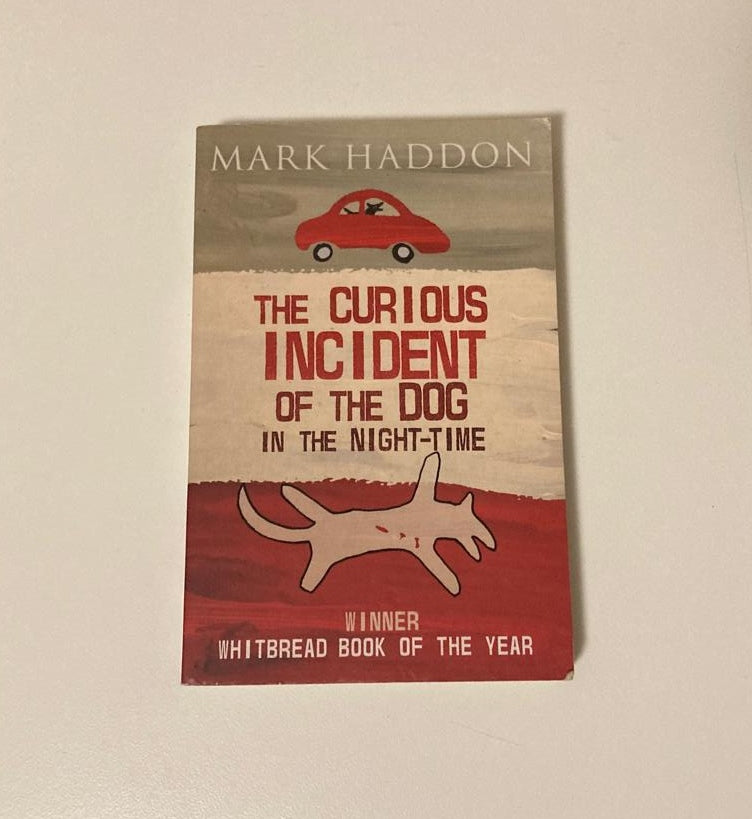 MARK HADDON
THE CURIOUS
INCIDENT
OF THE DOG
IN THE NIGHT-TIME
WINNER
WHITBREAD BOOK OF THE YEAR